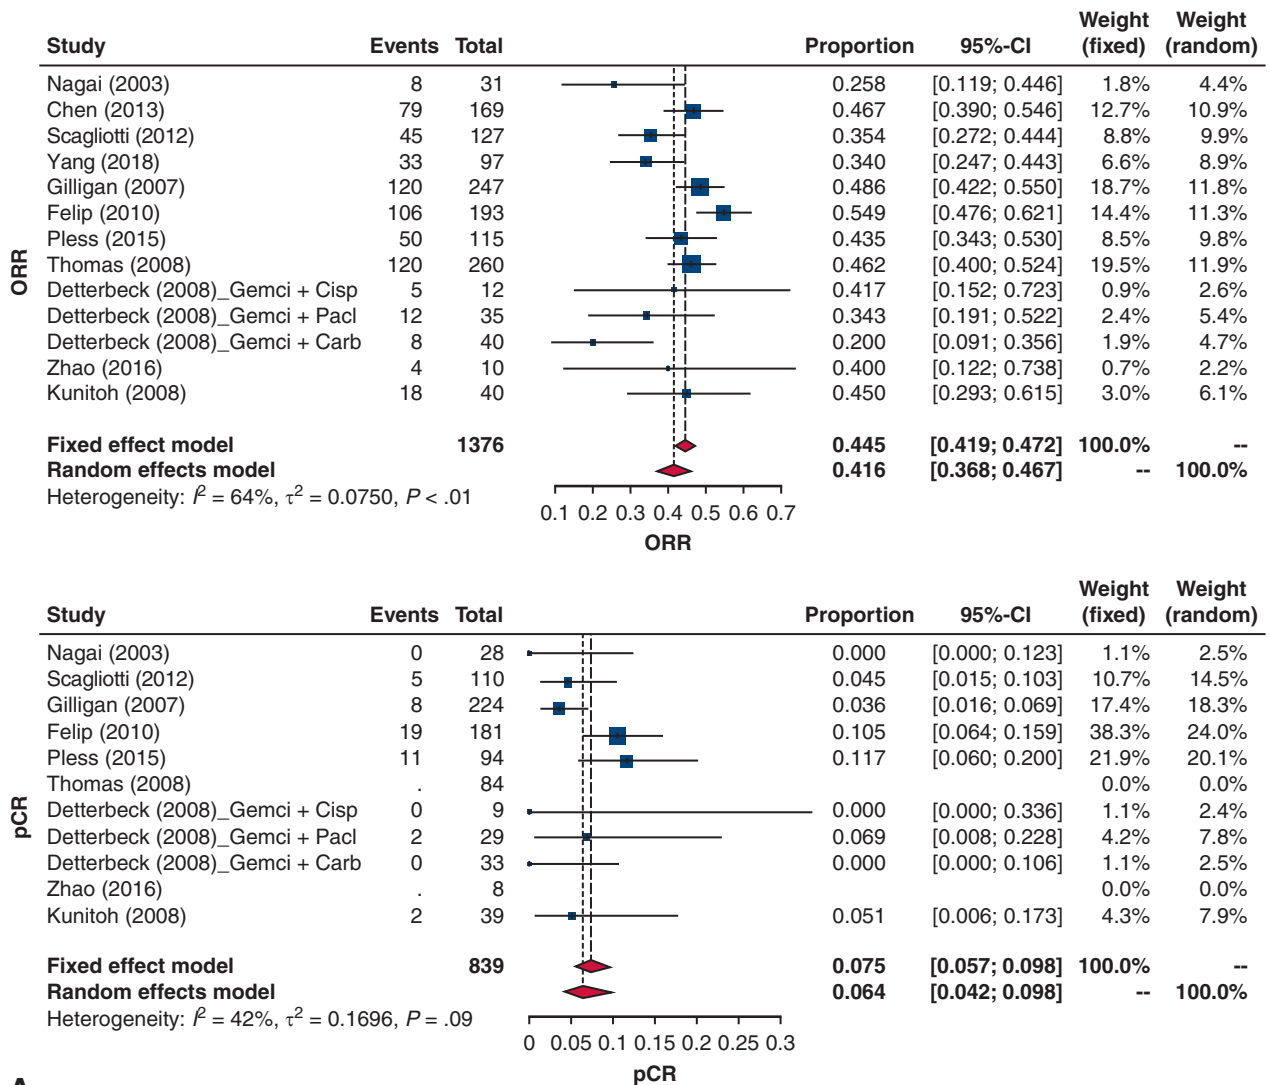 Study Events Total Proportion 95%-CI Weight (fixed) Weight (random)
ORR
Nagai (2003) 8 31 0.258 [0.119; 0.446] 1.8% 4.4%
Chen (2013) 79 169 0.467 [0.390; 0.546] 12.7% 10.9%
Scagliotti (2012) 45 127 0.354 [0.272; 0.444] 8.8% 9.9%
Yang (2018) 33 97 0.340 [0.247; 0.443] 6.6% 8.9%
Gilligan (2007) 120 247 0.486 [0.422; 0.550] 18.7% 11.8%
Felip (2010) 106 193 0.549 [0.476; 0.621] 14.4% 11.3%
Pless (2015) 50 115 0.435 [0.343; 0.530] 8.5% 9.8%
Thomas (2008) 120 260 0.462 [0.400; 0.524] 19.5% 11.9%
Detterbeck (2008)_Gemci + Cisp 5 12 0.417 [0.152; 0.723] 0.9% 2.6%
Detterbeck (2008)_Gemci + Pacl 12 35 0.343 [0.191; 0.522] 2.4% 5.4%
Detterbeck (2008)_Gemci + Carb 8 40 0.200 [0.091; 0.356] 1.9% 4.7%
Zhao (2016) 4 10 0.400 [0.122; 0.738] 0.7% 2.2%
Kunitoh (2008) 18 40 0.450 [0.293; 0.615] 3.0% 6.1%
Fixed effect model 1376 0.445 [0.419; 0.472] 100.0% --
Random effects model 0.416 [0.368; 0.467] -- 100.0%
Heterogeneity: I² = 64%, τ² = 0.0750, P < .01
0.1 0.2 0.3 0.4 0.5 0.6 0.7
ORR
Study Events Total Proportion 95%-CI Weight (fixed) Weight (random)
pCR
Nagai (2003) 0 28 0.000 [0.000; 0.123] 1.1% 2.5%
Scagliotti (2012) 5 110 0.045 [0.015; 0.103] 10.7% 14.5%
Gilligan (2007) 8 224 0.036 [0.016; 0.069] 17.4% 18.3%
Felip (2010) 19 181 0.105 [0.064; 0.159] 38.3% 24.0%
Pless (2015) 11 94 0.117 [0.060; 0.200] 21.9% 20.1%
Thomas (2008) . 84 0.0% 0.0%
Detterbeck (2008)_Gemci + Cisp 0 9 0.000 [0.000; 0.336] 1.1% 2.4%
Detterbeck (2008)_Gemci + Pacl 2 29 0.069 [0.008; 0.228] 4.2% 7.8%
Detterbeck (2008)_Gemci + Carb 0 33 0.000 [0.000; 0.106] 1.1% 2.5%
Zhao (2016) . 8 0.0% 0.0%
Kunitoh (2008) 2 39 0.051 [0.006; 0.173] 4.3% 7.9%
Fixed effect model 839 0.075 [0.057; 0.098] 100.0% --
Random effects model 0.064 [0.042; 0.098] -- 100.0%
Heterogeneity: I² = 42%, τ² = 0.1696, P = .09
0 0.05 0.1 0.15 0.2 0.25 0.3
pCR